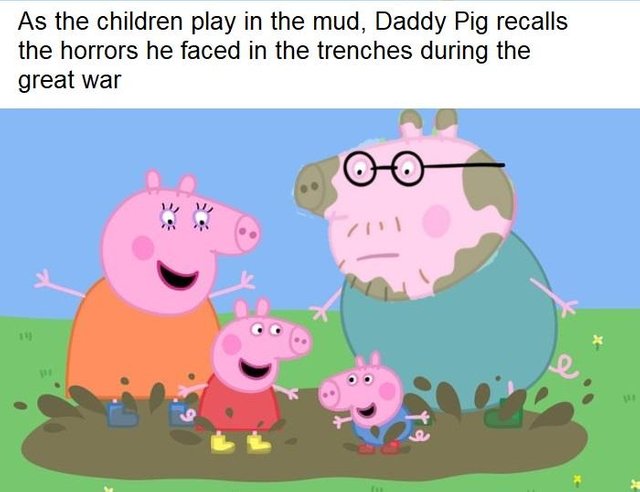 As the children play in the mud, Daddy Pig recalls
the horrors he faced in the trenches during the
great war